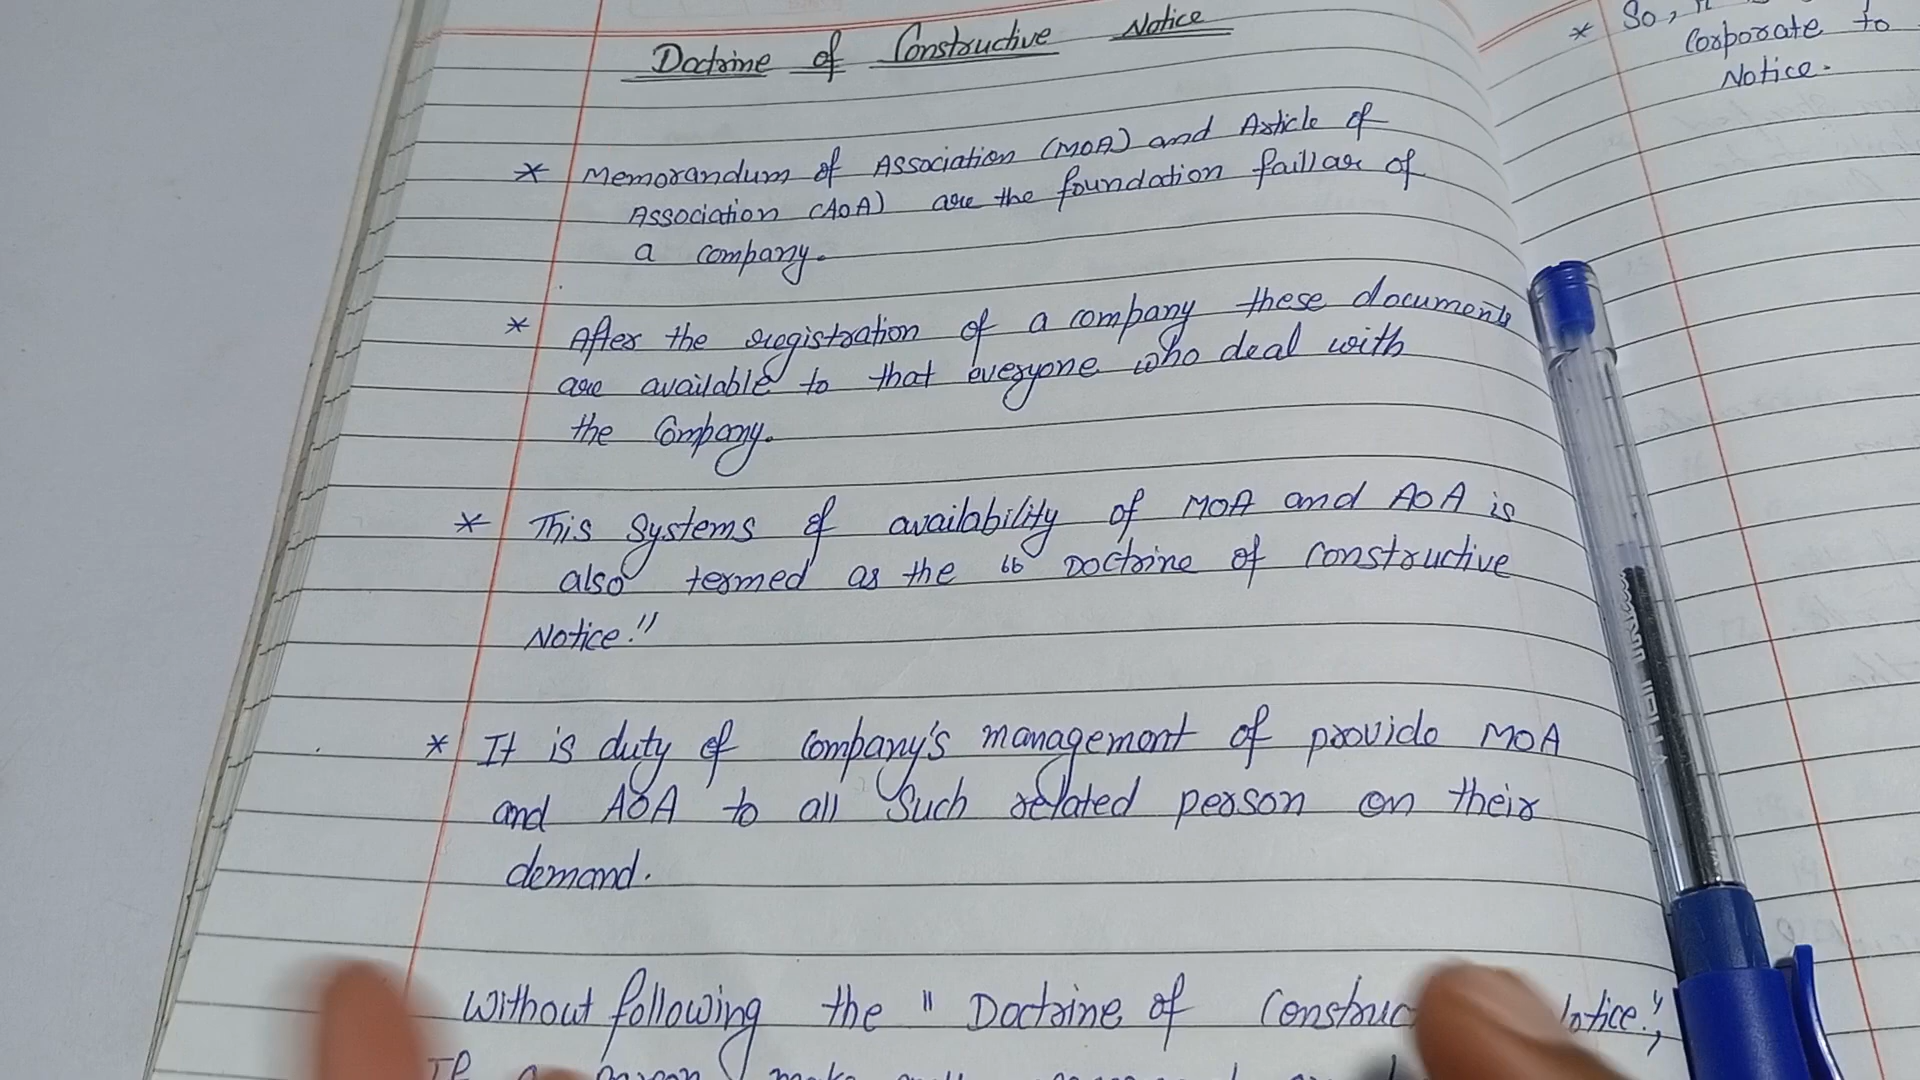 Doctrine of Constructive Notice
* Memorandum of Association (MOA) and Article of
Association (AOA) are the foundation faillar of
a company.
* After the registration of a company these documents
are available to that everyone who deal with
the Company.
* This Systems of availability of MOA and AOA is
also termed as the "Doctrine of Constructive
Notice."
* It is duty of Company's management of provide MOA
and AOA to all Such related person on their
demand.
Without following the "Doctrine of
* So,
Corporate to
Notice.